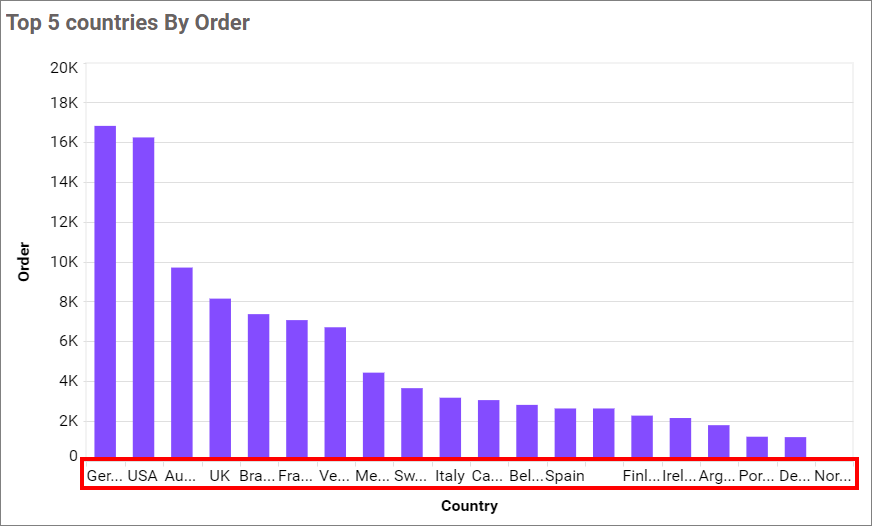 Top 5 countries By Order
20K
18K
16K
14K
12K
10K
8K
6K
4K
2K
0
Order
Ger... USA Au... UK Bra... Fra... Ve... Me... Sw... Italy Ca... Bel... Spain Finl... Irel... Arg... Por... De... Nor...
Country